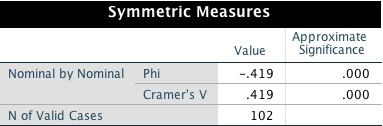 Symmetric Measures
Value Approximate Significance
Nominal by Nominal Phi -.419 .000
Cramer's V .419 .000
N of Valid Cases 102